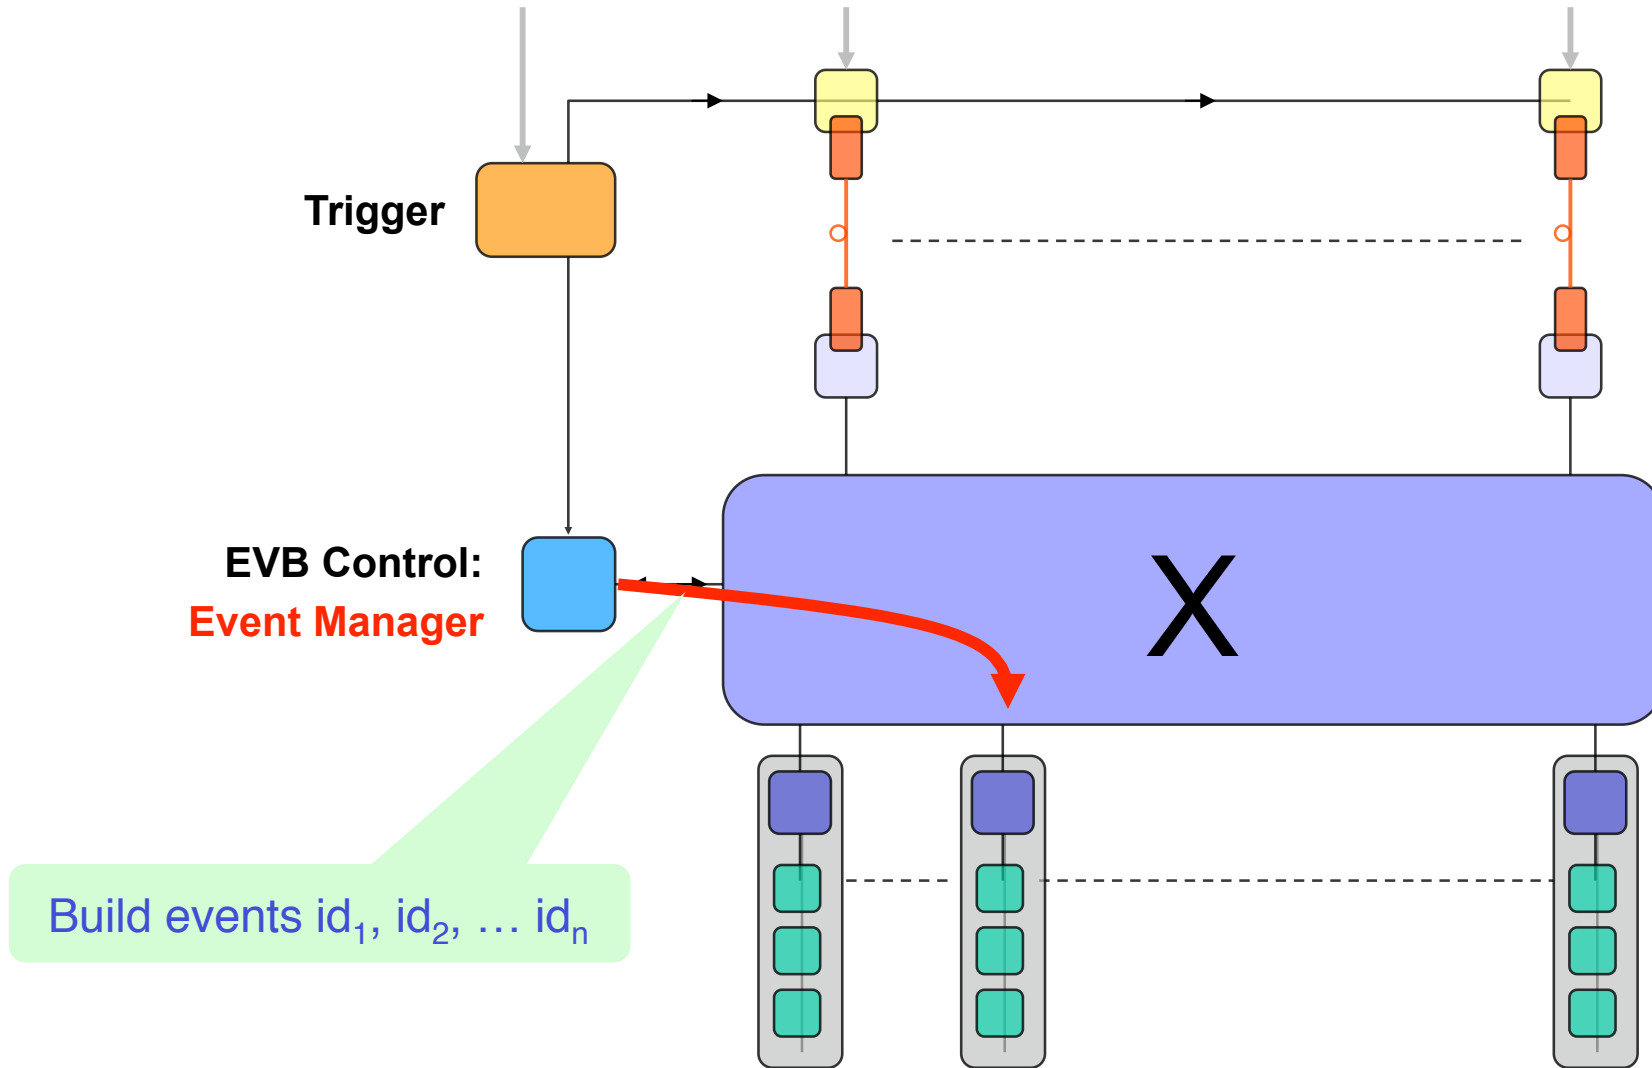 Trigger
EVB Control:
Event Manager
X
Build events id₁, id₂, … idₙ